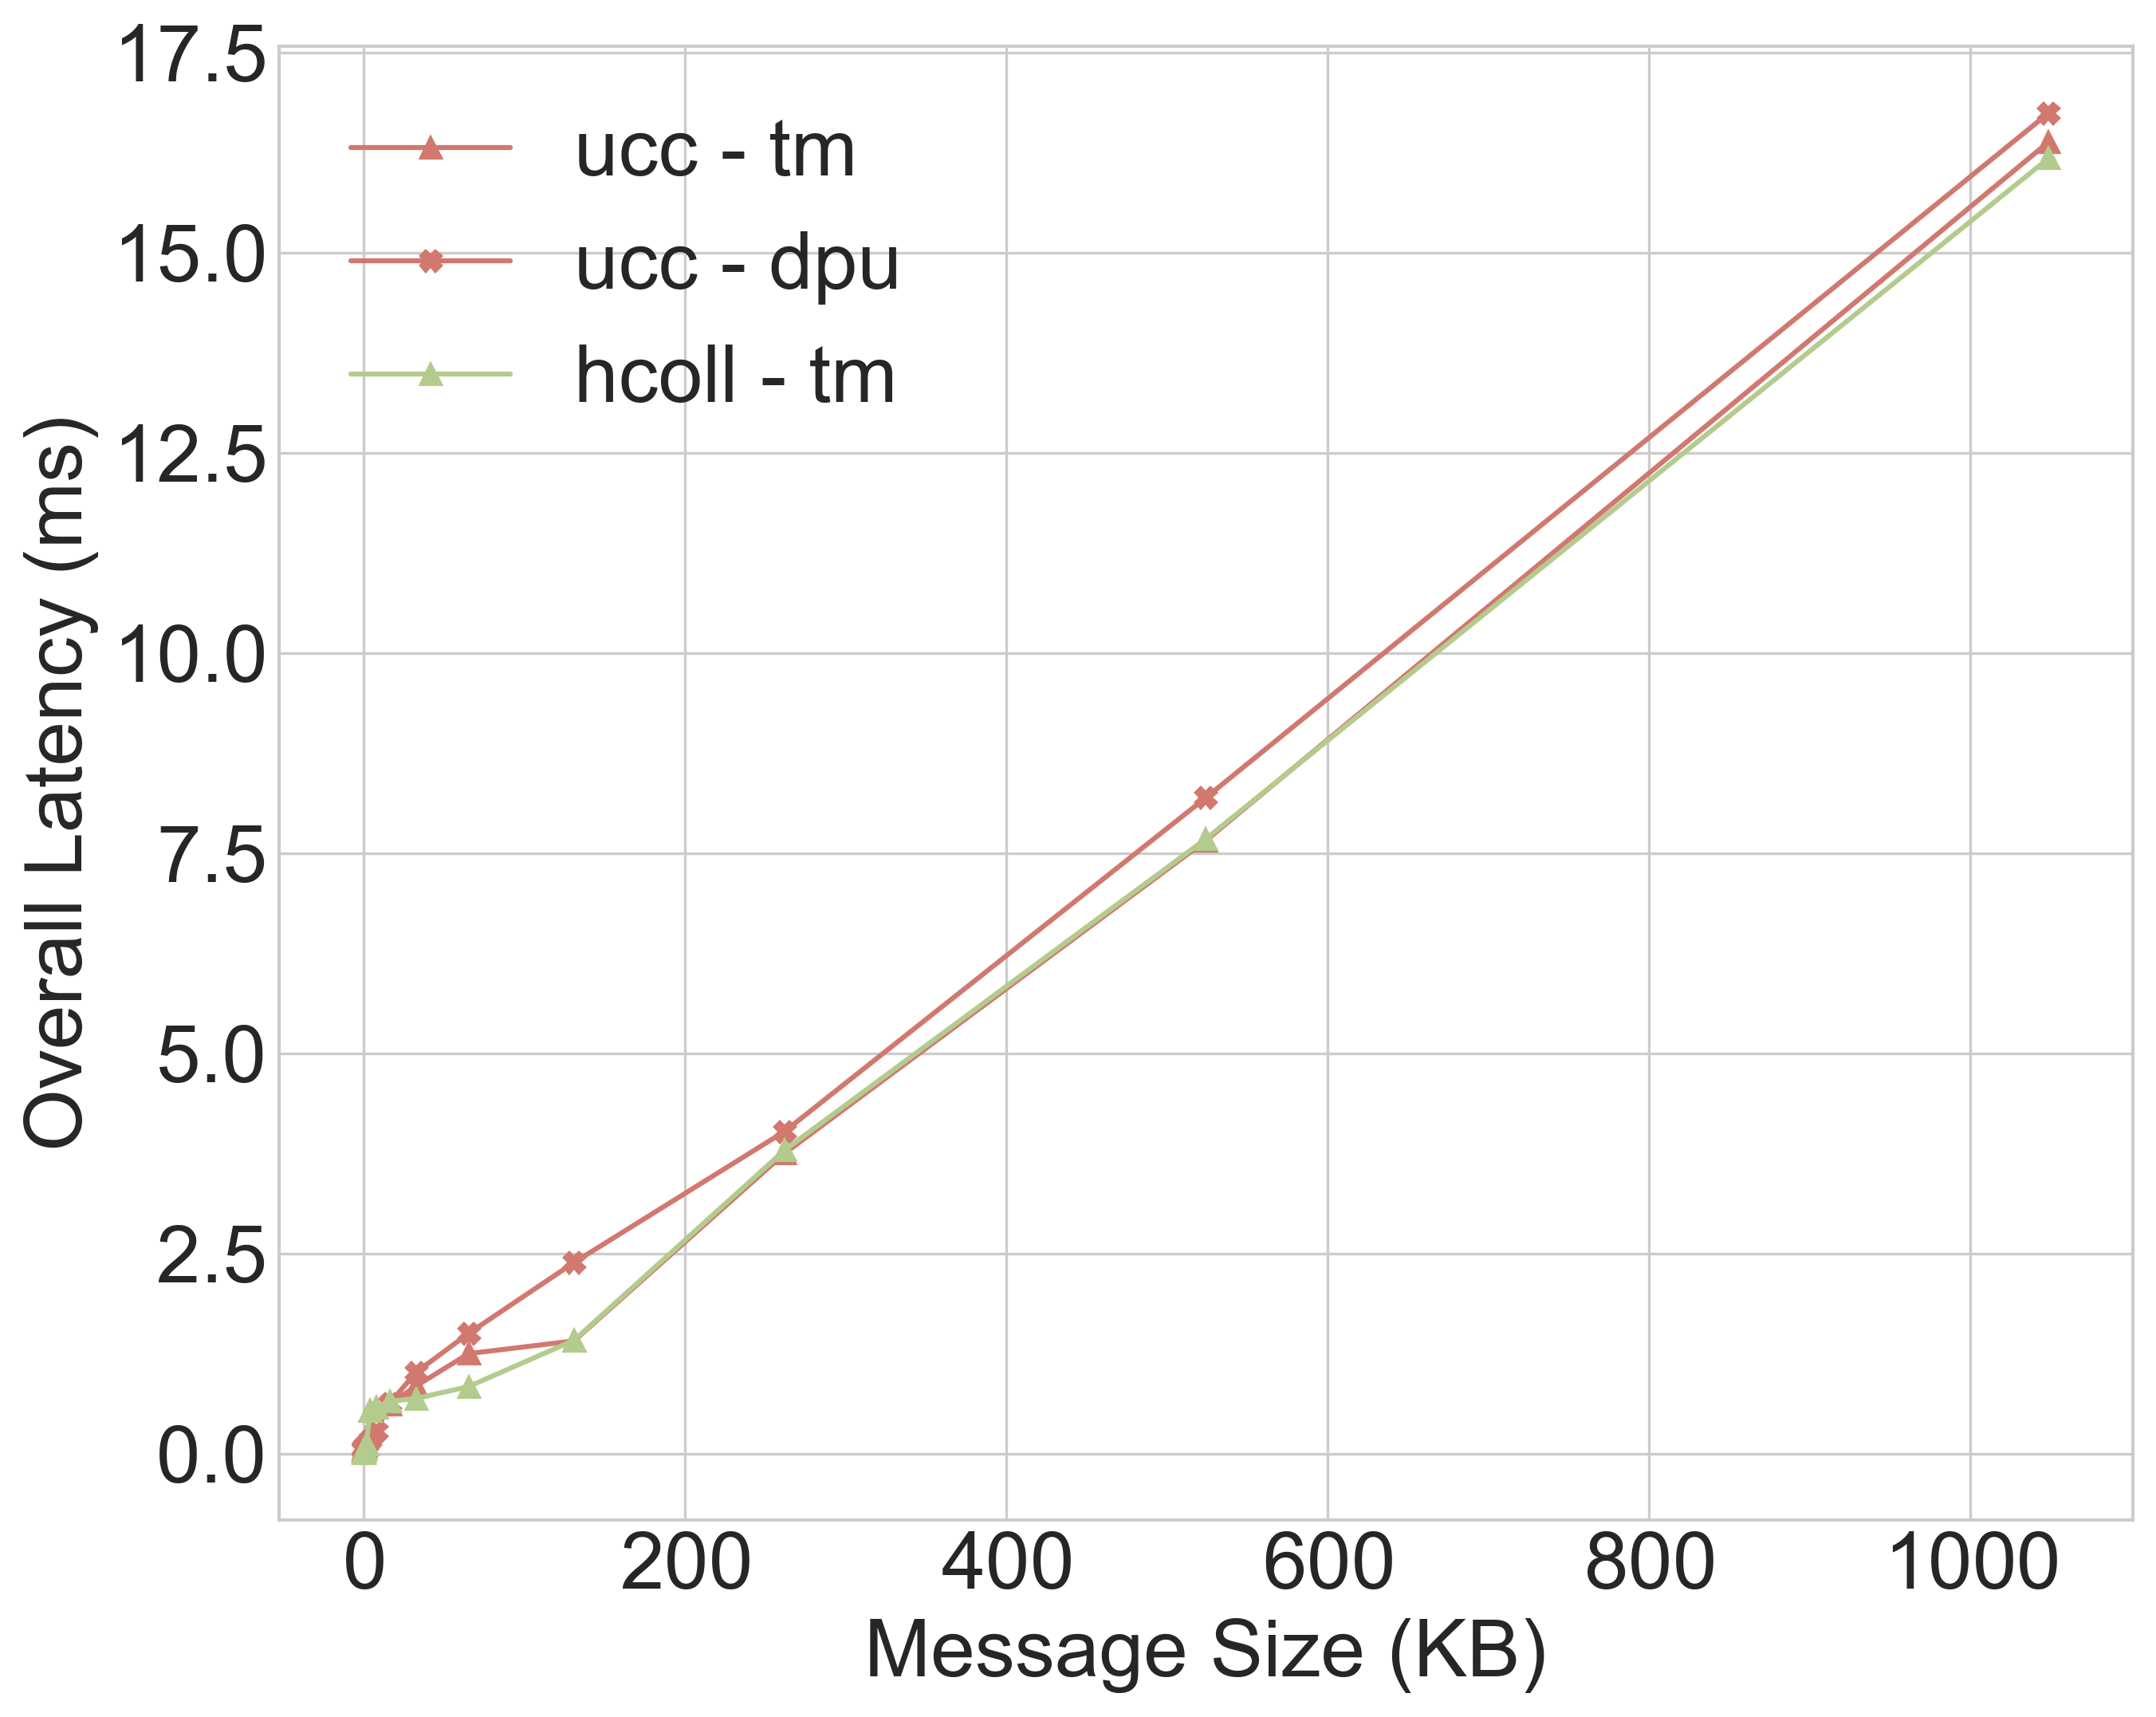 17.5
15.0
12.5
10.0
7.5
5.0
2.5
0.0
Overall Latency (ms)
ucc - tm
ucc - dpu
hcoll - tm
0 200 400 600 800 1000
Message Size (KB)